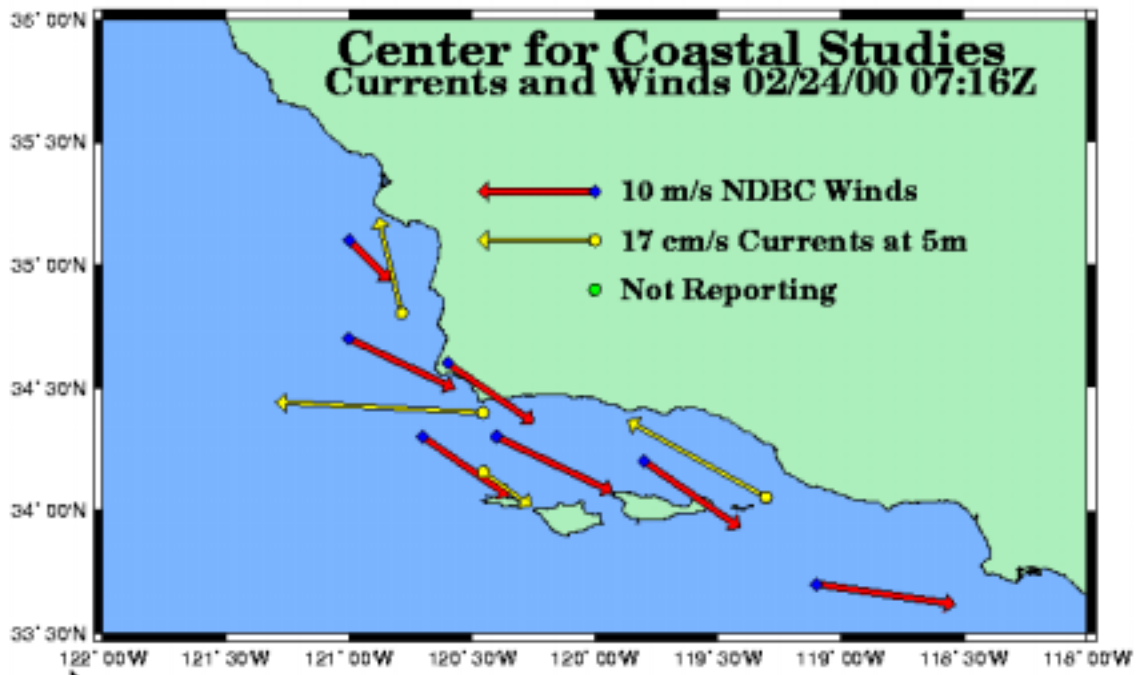 Center for Coastal Studies
Currents and Winds 02/24/00 07:16Z
10 m/s NDBC Winds
17 cm/s Currents at 5m
Not Reporting
36° 00'N
35° 30'N
35° 00'N
34° 30'N
34° 00'N
33° 30'N
122° 00'W 121° 30'W 121° 00'W 120° 30'W 120° 00'W 119° 30'W 119° 00'W 118° 30'W 118° 00'W